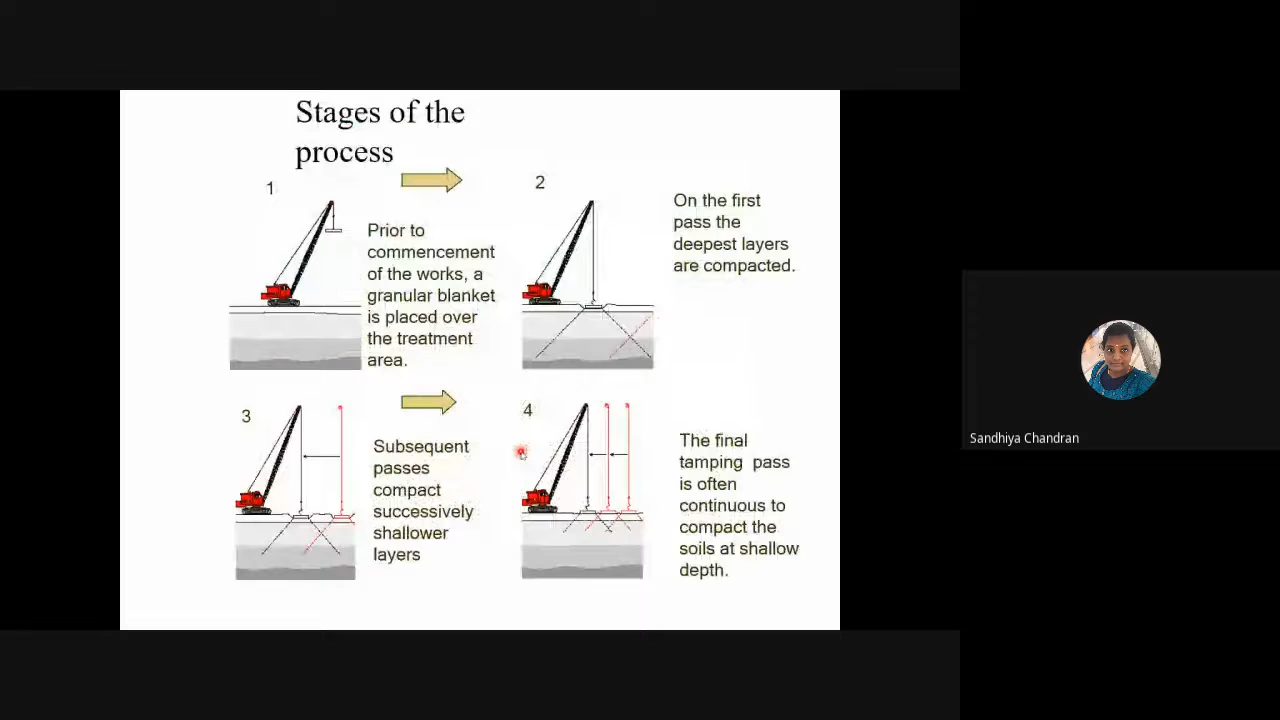 Stages of the
process
1
Prior to
commencement
of the works, a
granular blanket
is placed over
the treatment
area.
2
On the first
pass the
deepest layers
are compacted.
3
Subsequent
passes
compact
successively
shallower
layers
4
The final
tamping pass
is often
continuous to
compact the
soils at shallow
depth.
Sandhiya Chandran